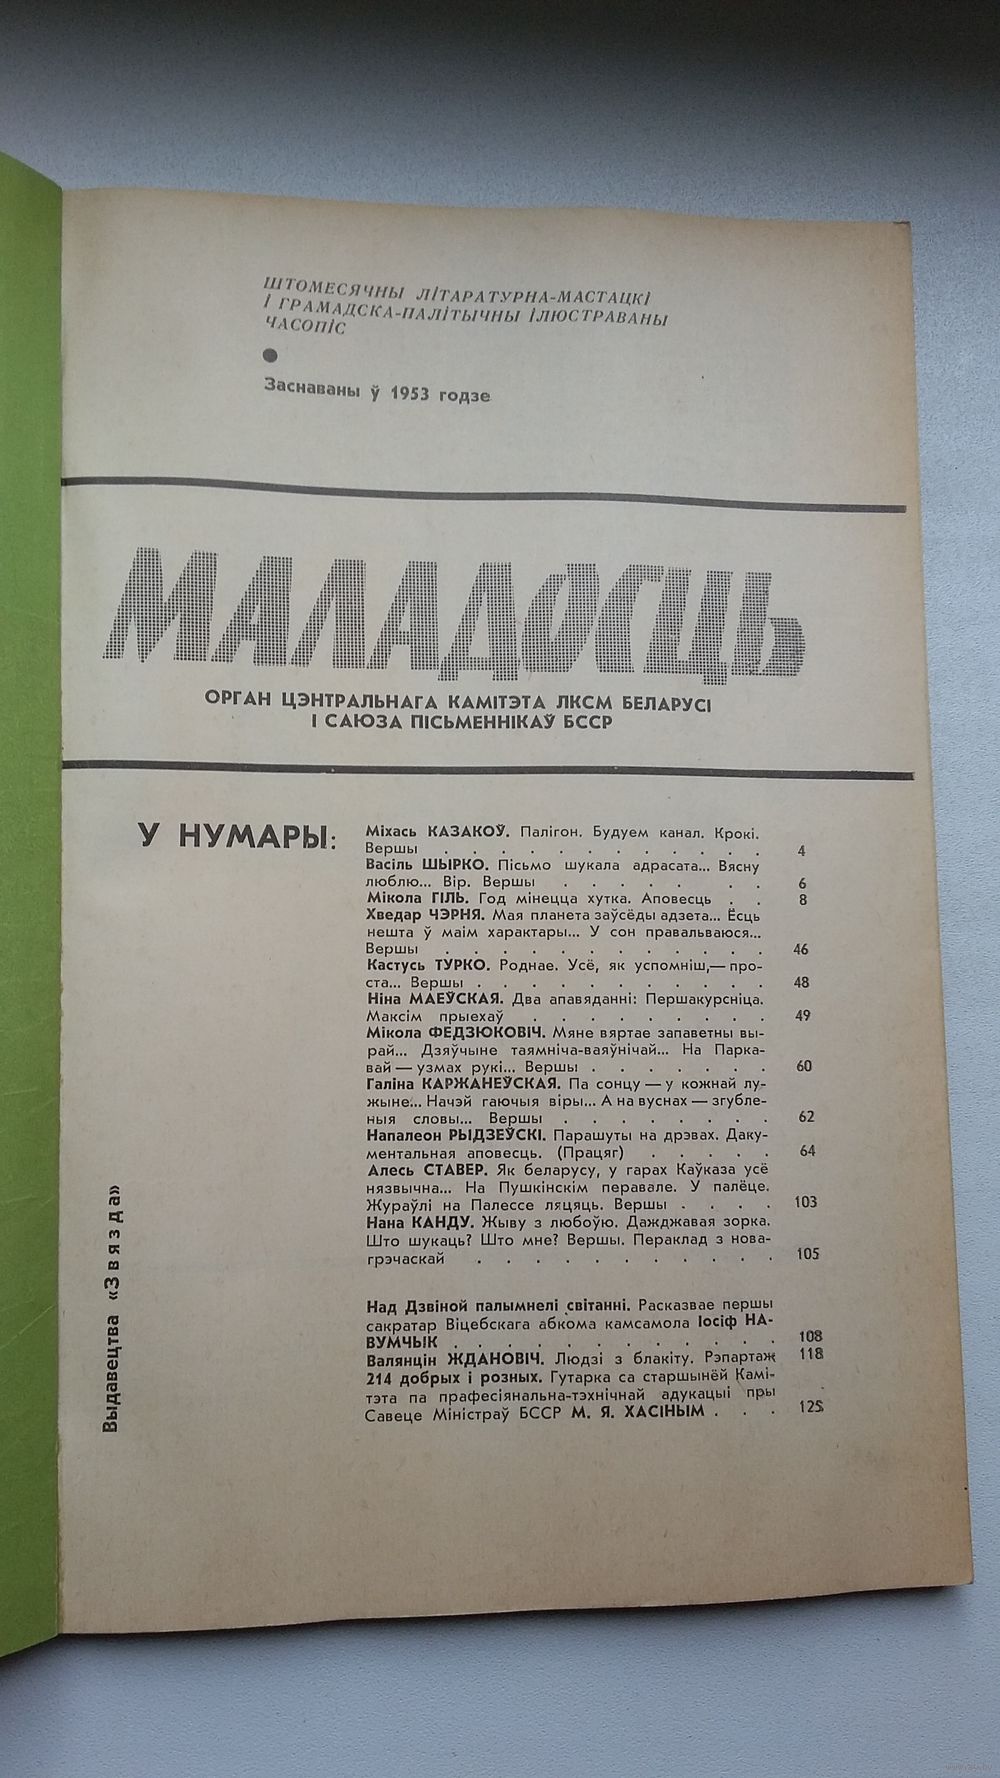 ШТОМЕСЯЧНЫ ЛІТАРАТУРНА-МАСТАЦКІ
І ГРАМАДСКА-ПАЛІТЫЧНЫ ІЛЮСТРАВАНЫ
ЧАСОПІС
Заснаваны ў 1953 годзе
МАЛАДОСЦЬ
ОРГАН ЦЭНТРАЛЬНАГА КАМІТЭТА ЛКСМ БЕЛАРУСІ
І САЮЗА ПІСЬМЕННІКАЎ БССР
У НУМАРЫ:
Міхась КАЗАКОЎ. Палігон. Будуем канал. Крокі.
Вершы . . . . . . . . . . . 4
Васіль ШЫРКО. Пісьмо шукала адрасата... Вясну
люблю... Вір. Вершы . . . . . . . 6
Мікола ГІЛЬ. Год мінецца хутка. Аповесць . . 8
Хведар ЧЭРНЯ. Мая планета заўсёды адзета... Ёсць
нешта ў маім характары... У сон правальваюся...
Вершы . . . . . . . . . . . 46
Кастусь ТУРКО. Роднае. Усё, як успомніш,— про-
ста... Вершы . . . . . . . . . . 48
Ніна МАЕЎСКАЯ. Два апавяданні: Першакурсніца.
Максім прыехаў . . . . . . . . . 49
Мікола ФЕДЗЮКОВІЧ. Мяне вяртае запаветны вы-
рай... Дзяўчыне таямніча-ваяўнічай... На Парка-
вай — узмах рукі... Вершы . . . . . . . 60
Галіна КАРЖАНЕЎСКАЯ. Па сонцу — у кожнай лу-
жыне... Начэй гаючыя віры... А на вуснах — згубле-
ныя словы... Вершы . . . . . . . . 62
Напалеон РЫДЗЕЎСКІ. Парашуты на дрэвах. Даку-
ментальная аповесць. (Працяг) . . . . . 64
Алесь СТАВЕР. Як беларусу, у гарах Каўказа усё
нязвычна... На Пушкінскім перавале. У палёце.
Жураўлі на Палессе ляцяць. Вершы . . . . 103
Нана КАНДУ. Жыву з любоўю. Дажджавая зорка.
Што шукаць? Што мне? Вершы. Пераклад з нова-
грэчаскай . . . . . . . . . . 105
Над Дзвіной палымнелі світанні. Расказвае першы
сакратар Віцебскага абкома камсамола Іосіф НА-
ВУМЧЫК . . . . . . . . . . . 108
Валянцін ЖДАНОВІЧ. Людзі з блакіту. Рэпартаж 118
214 добрых і розных. Гутарка са старшынёй Камі-
тэта па прафесіянальна-тэхнічнай адукацыі пры
Савеце Міністраў БССР М. Я. ХАСІНЫМ . . . 125
Выдавецтва «Звязда»